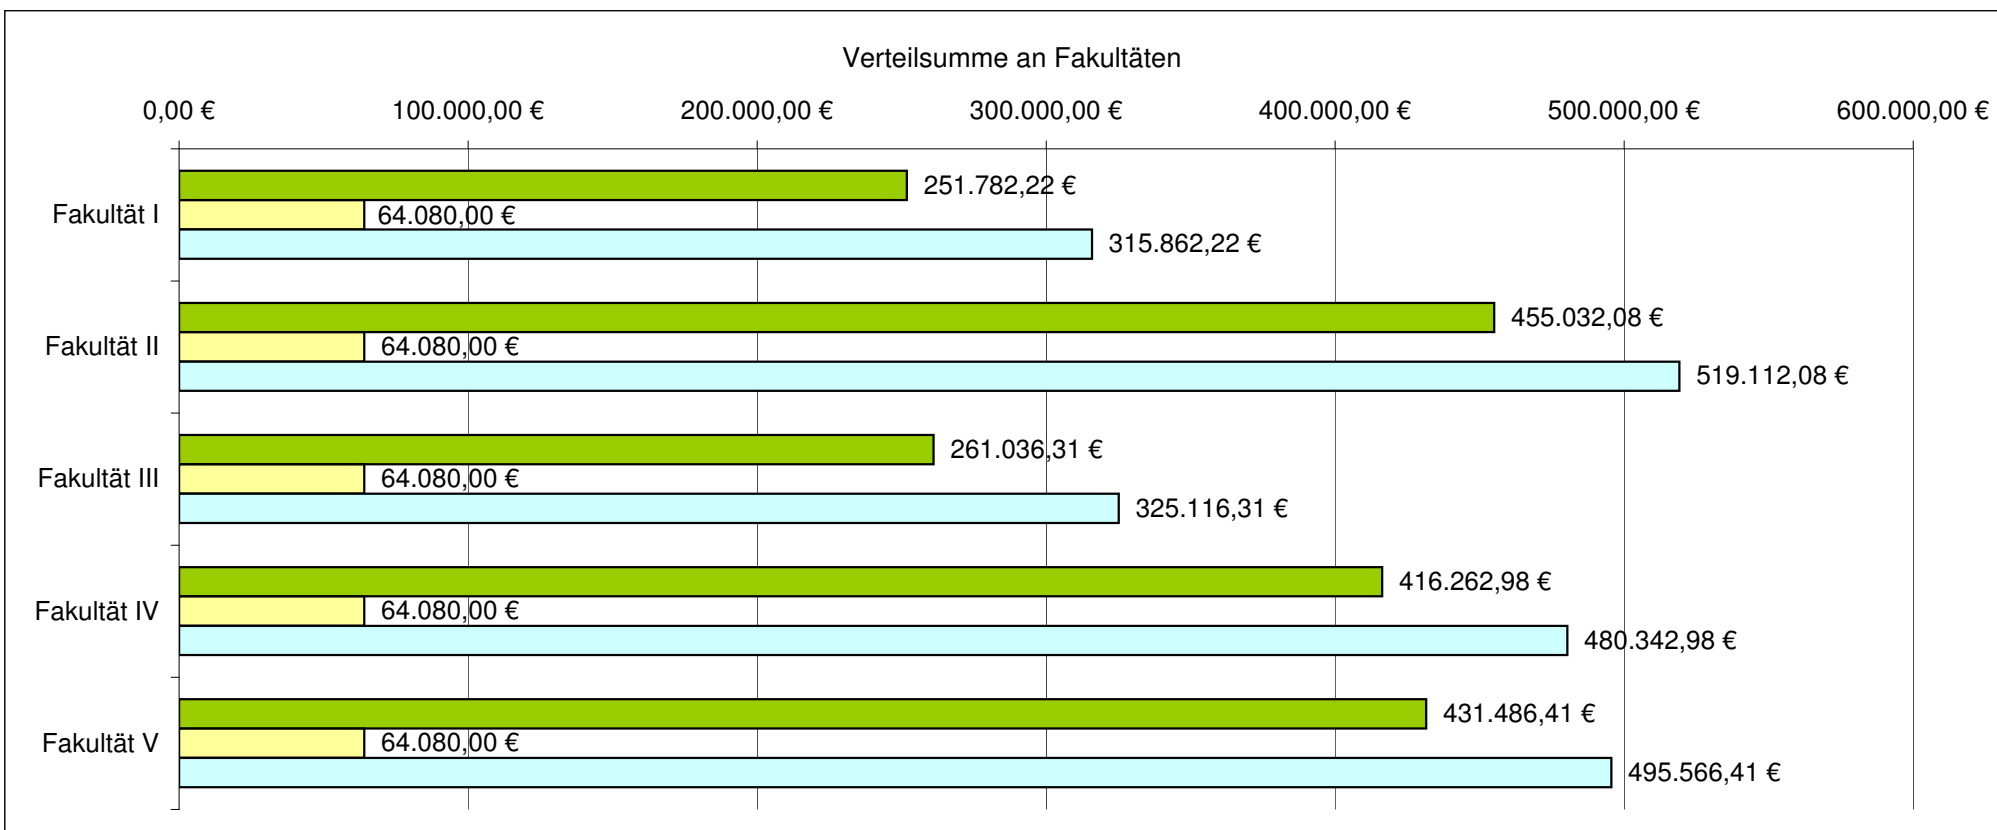 Verteilsumme an Fakultäten
0,00 € 100.000,00 € 200.000,00 € 300.000,00 € 400.000,00 € 500.000,00 € 600.000,00 €
Fakultät I
251.782,22 €
64.080,00 €
315.862,22 €
Fakultät II
455.032,08 €
64.080,00 €
519.112,08 €
Fakultät III
261.036,31 €
64.080,00 €
325.116,31 €
Fakultät IV
416.262,98 €
64.080,00 €
480.342,98 €
Fakultät V
431.486,41 €
64.080,00 €
495.566,41 €